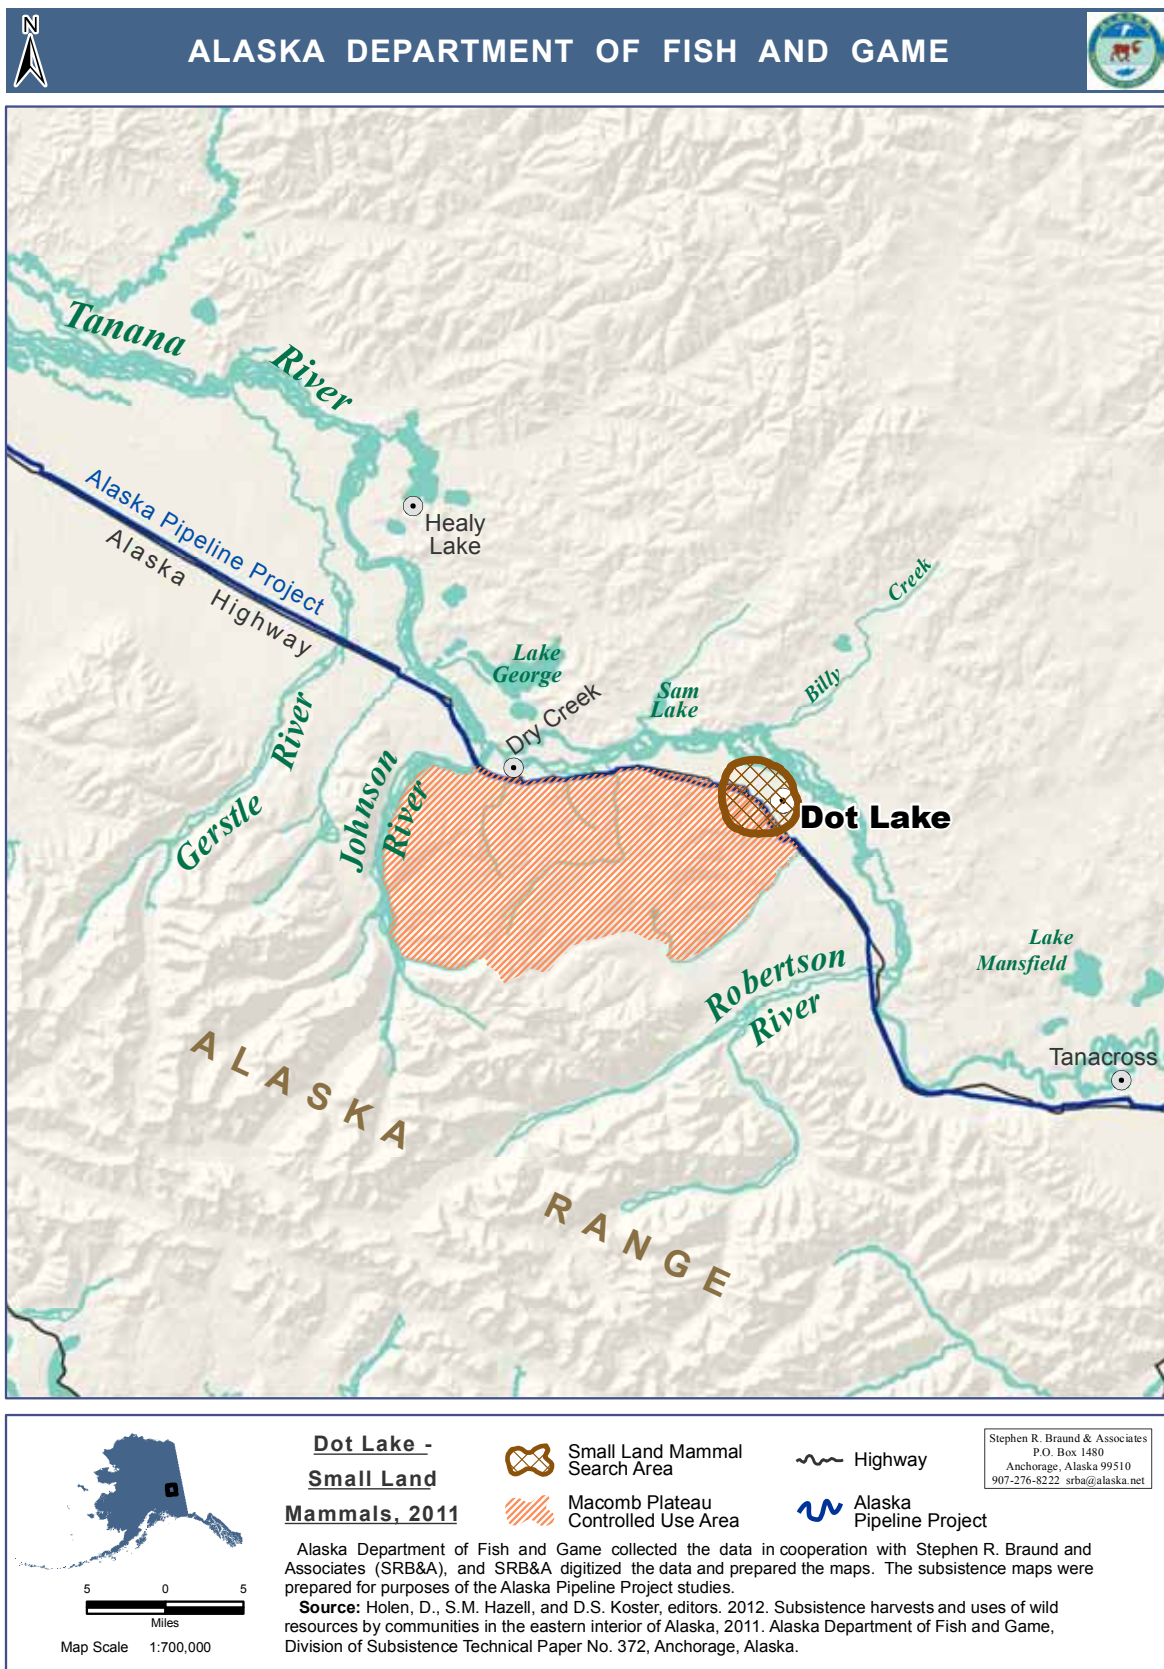 N
ALASKA DEPARTMENT OF FISH AND GAME
Tanana
River
Alaska Pipeline Project
Alaska Highway
Healy
Lake
Creek
Billy
Lake
George
Sam
Lake
Dry Creek
River
Gerstle
Johnson
River
Dot Lake
Lake
Mansfield
Robertson
River
Tanacross
ALASKA
RANGE
Dot Lake -
Small Land
Mammals, 2011
Small Land Mammal
Search Area
Macomb Plateau
Controlled Use Area
Highway
Alaska
Pipeline Project
Stephen R. Braund & Associates
P.O. Box 1480
Anchorage, Alaska 99510
907-276-8222 srba@alaska.net
5 0 5
Miles
Map Scale 1:700,000
Alaska Department of Fish and Game collected the data in cooperation with Stephen R. Braund and
Associates (SRB&A), and SRB&A digitized the data and prepared the maps. The subsistence maps were
prepared for purposes of the Alaska Pipeline Project studies.
Source: Holen, D., S.M. Hazell, and D.S. Koster, editors. 2012. Subsistence harvests and uses of wild
resources by communities in the eastern interior of Alaska, 2011. Alaska Department of Fish and Game,
Division of Subsistence Technical Paper No. 372, Anchorage, Alaska.